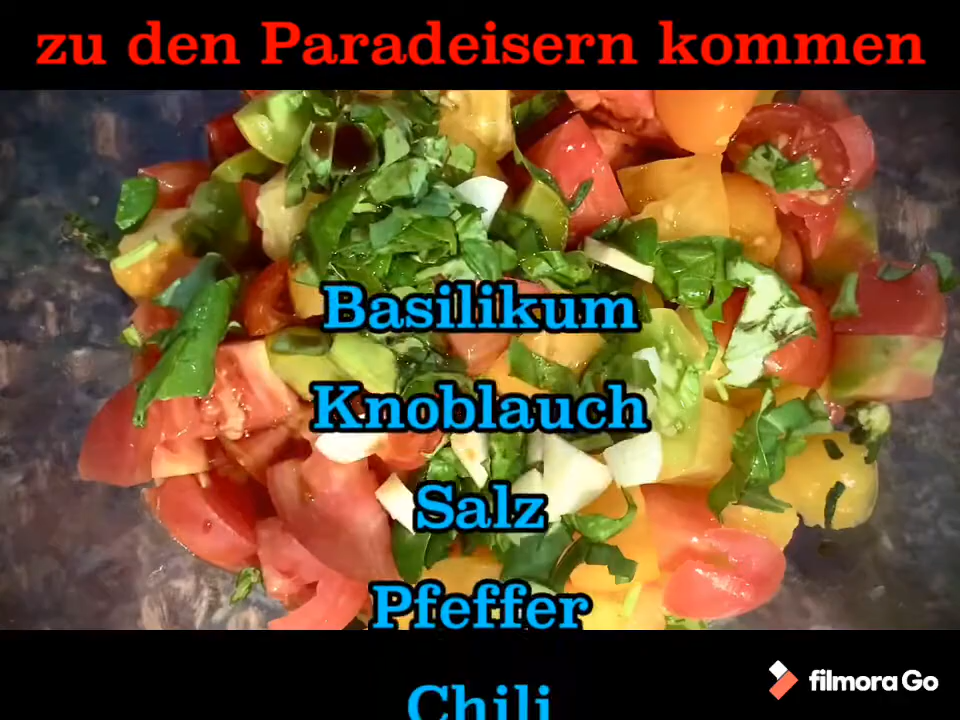 zu den Paradeisern kommen
Basilikum
Knoblauch
Salz
Pfeffer
Chili
filmora Go